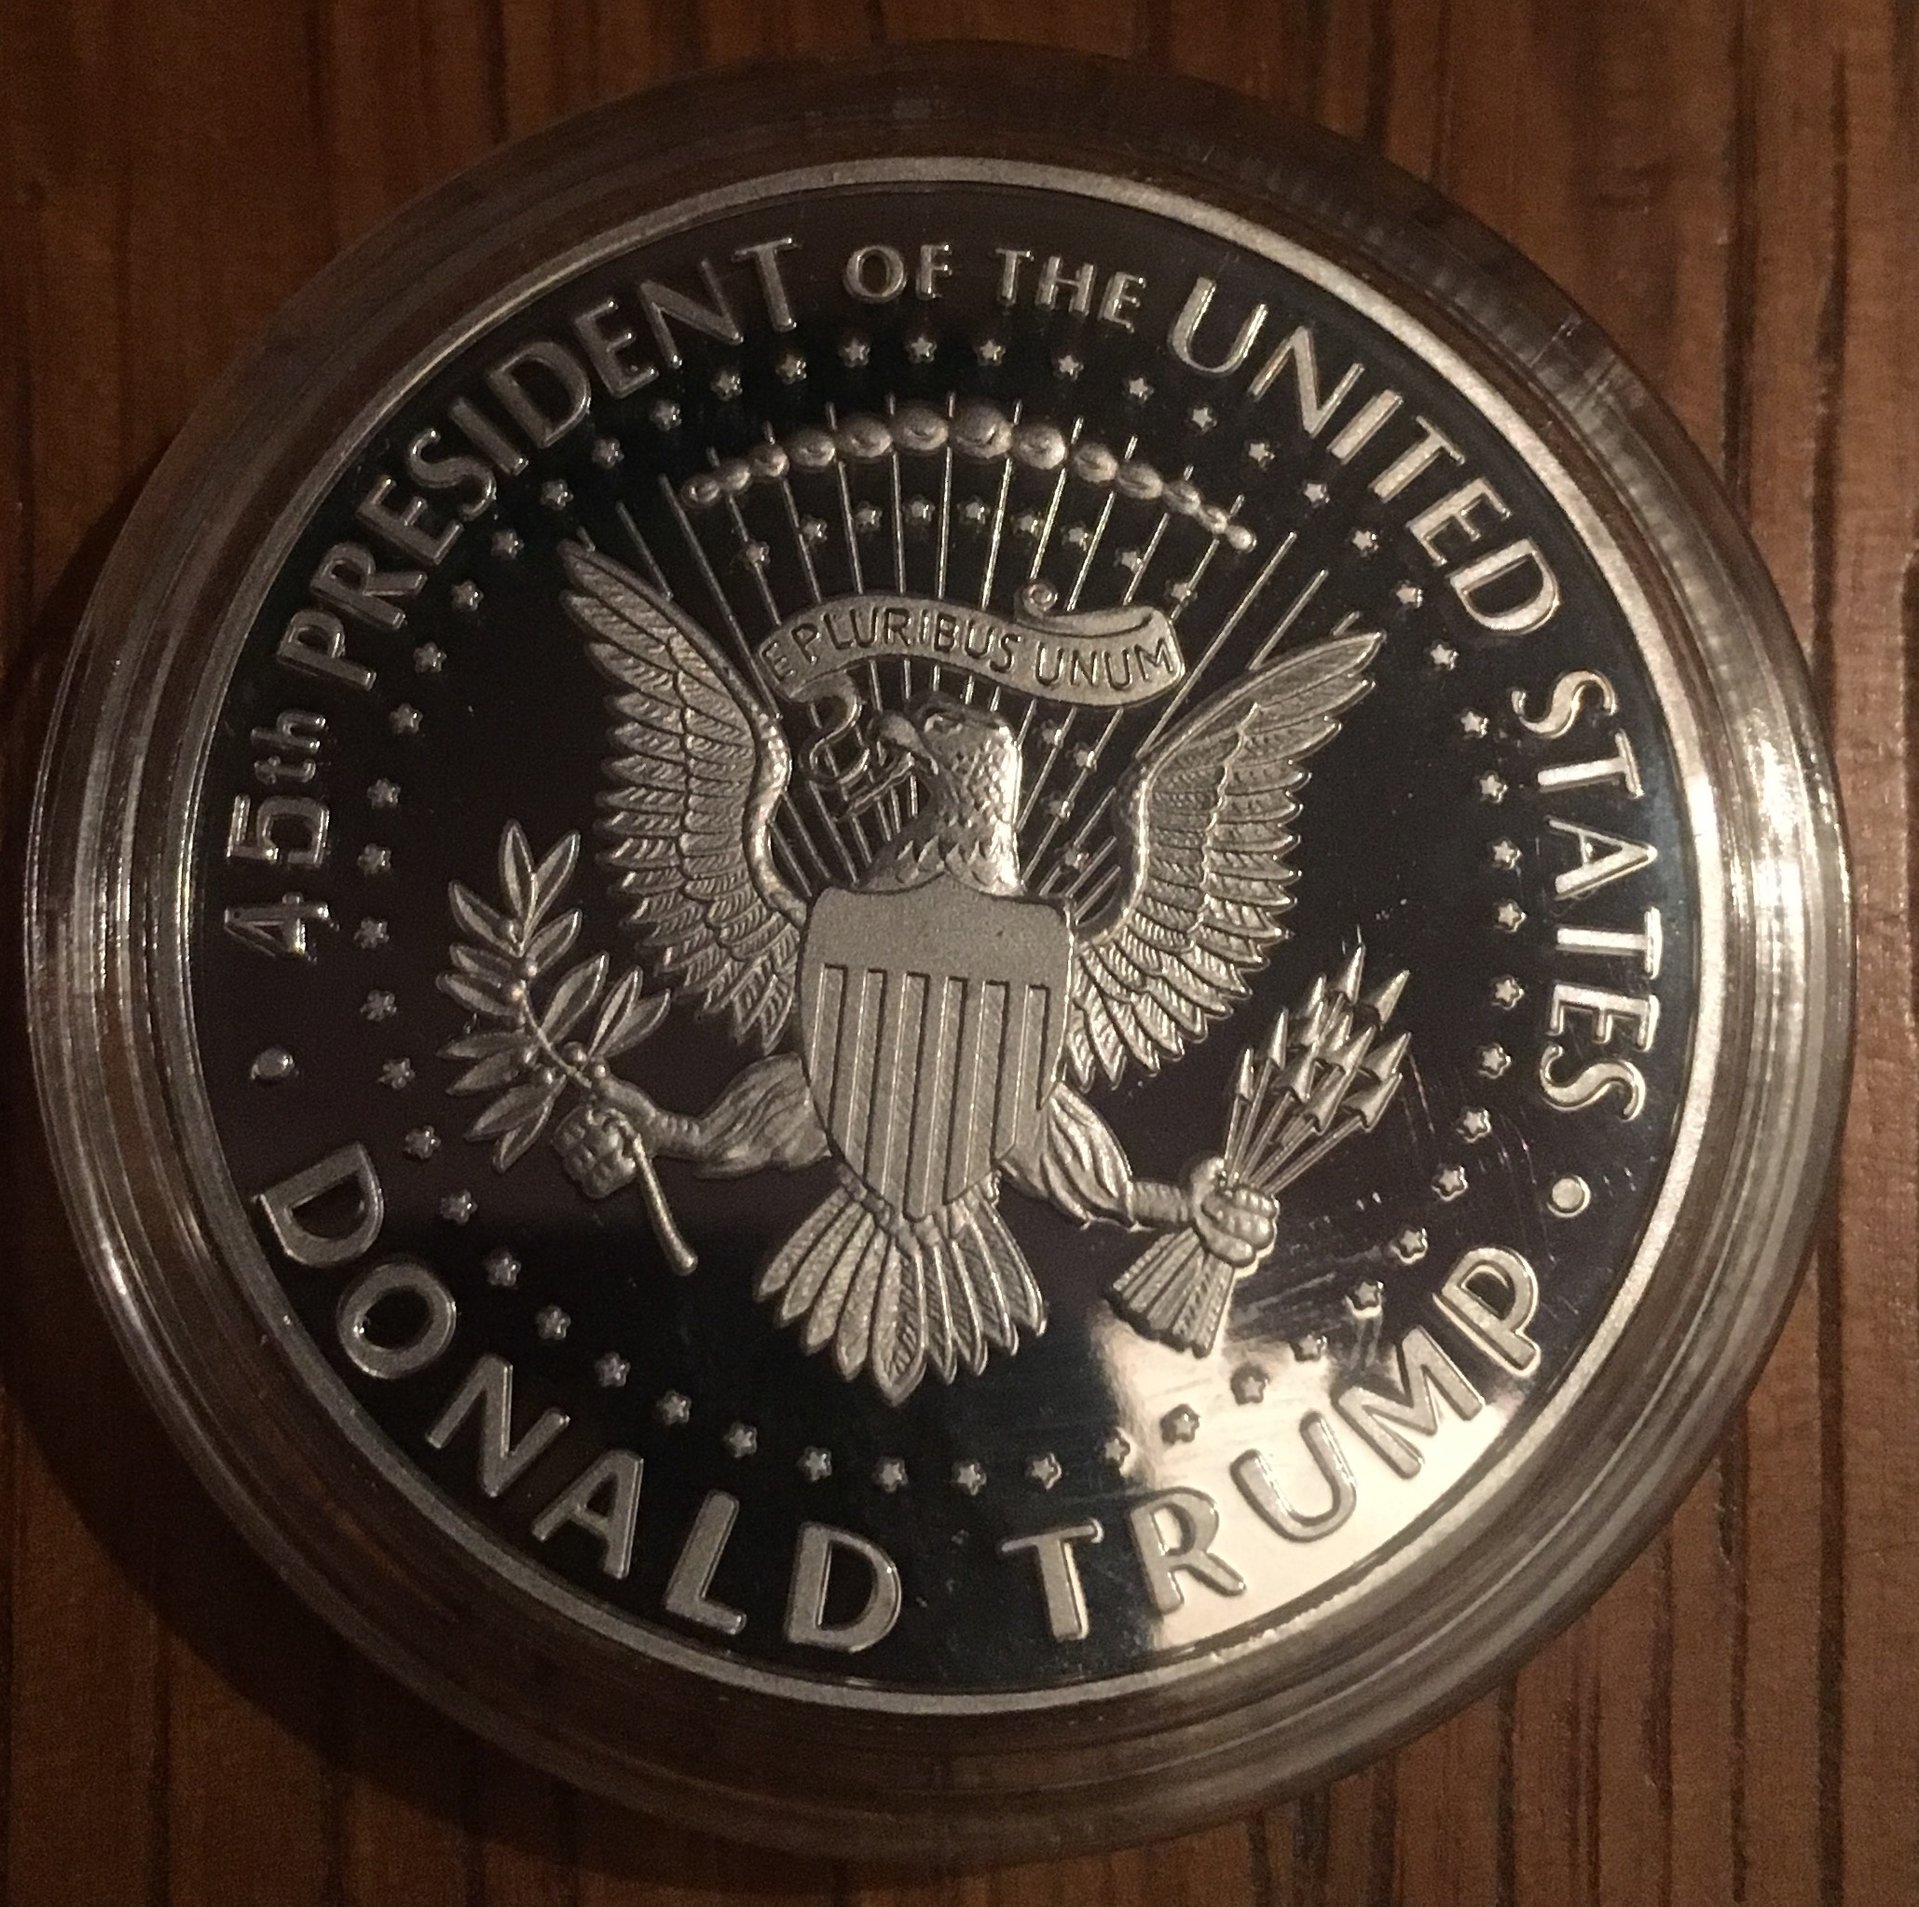 45th PRESIDENT OF THE UNITED STATES
E PLURIBUS UNUM
DONALD TRUMP